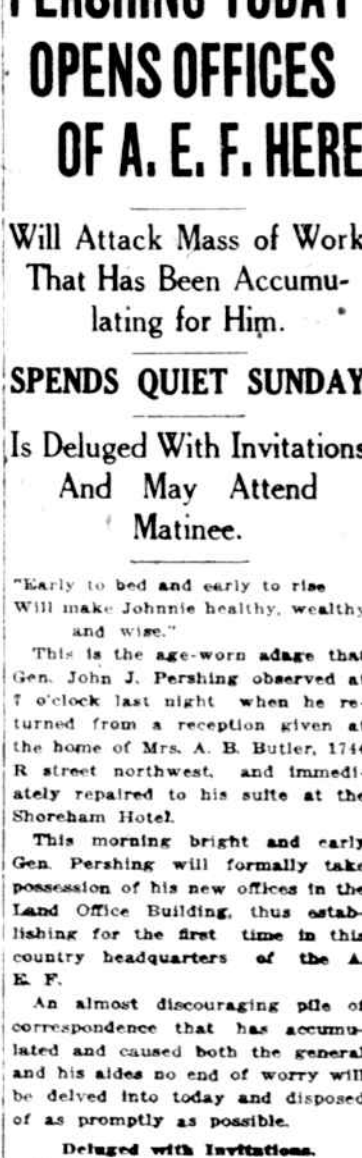 PERSHING TODAY
OPENS OFFICES
OF A. E. F. HERE
Will Attack Mass of Work
That Has Been Accumu-
lating for Him.
SPENDS QUIET SUNDAY
Is Deluged With Invitations
And May Attend
Matinee.
"Early to bed and early to rise
Will make Johnnie healthy, wealthy
and wise."
This is the age-worn adage that
Gen. John J. Pershing observed at
7 o'clock last night when he re-
turned from a reception given at
the home of Mrs. A. B. Butler, 1744
R street northwest, and immedi-
ately repaired to his suite at the
Shoreham Hotel.
This morning bright and early
Gen. Pershing will formally take
possession of his new offices in the
Land Office Building, thus estab-
lishing for the first time in this
country headquarters of the A.
E. F.
An almost discouraging pile of
correspondence that has accumu-
lated and caused both the general
and his aides no end of worry will
be delved into today and disposed
of as promptly as possible.
Deluged with Invitations.